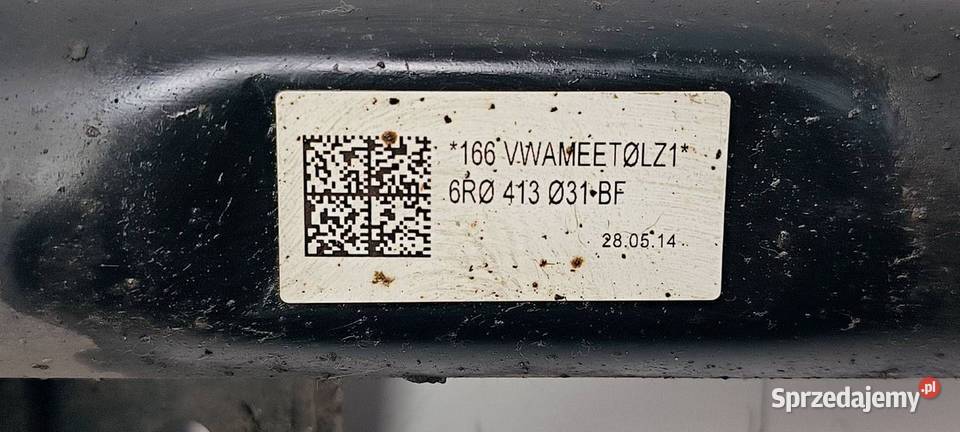 *166 VWAMEETØLZ1*
6RØ 413 Ø31 BF
28.05.14
Sprzedajemy.pl